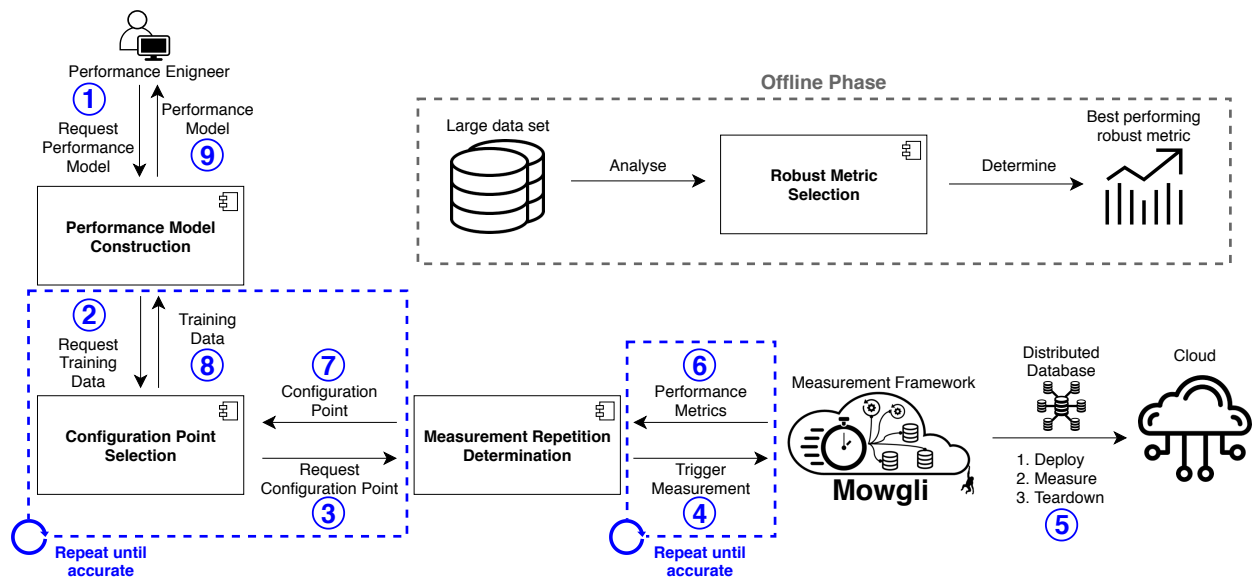 Performance Enigneer
1
Request
Performance
Model
Performance
Model
9
Performance Model
Construction
Offline Phase
Large data set
Analyse
Robust Metric
Selection
Determine
Best performing
robust metric
2
Request
Training
Data
Training
Data
8
Configuration Point
Selection
7
Configuration
Point
Request
Configuration Point
3
Repeat until
accurate
Measurement Repetition
Determination
6
Performance
Metrics
Trigger
Measurement
4
Repeat until
accurate
Measurement Framework
Mowgli
Distributed
Database
1. Deploy
2. Measure
3. Teardown
5
Cloud